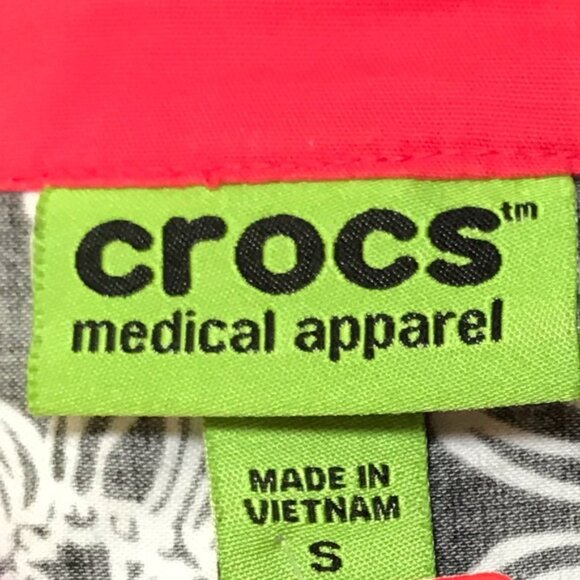 crocs™
medical apparel
MADE IN
VIETNAM
S